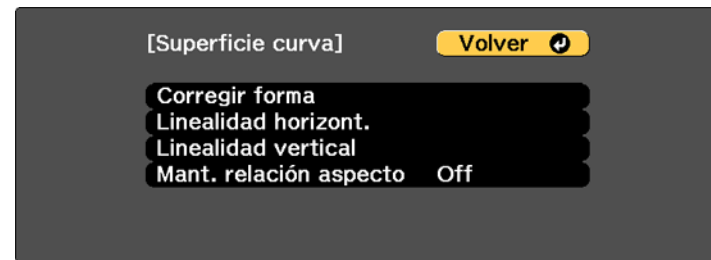 [Superficie curva] Volver
Corregir forma
Linealidad horizont.
Linealidad vertical
Mant. relación aspecto Off